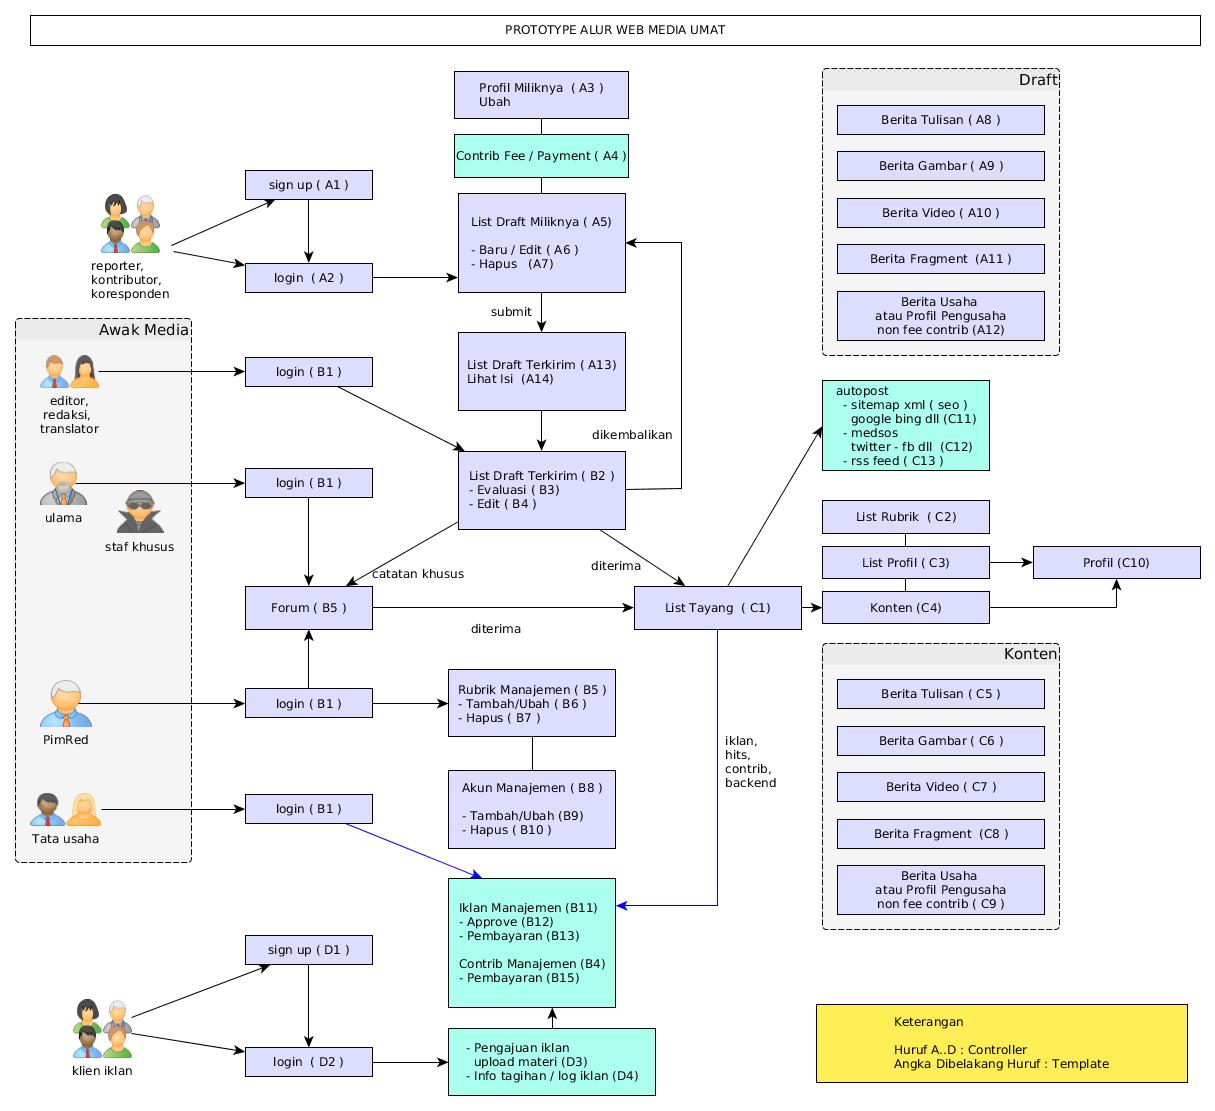 PROTOTYPE ALUR WEB MEDIA UMAT
Profil Miliknya  ( A3 )
Ubah
Contrib Fee / Payment ( A4 )
sign up ( A1 )
login  ( A2 )
reporter,
kontributor,
koresponden
List Draft Miliknya ( A5)
- Baru / Edit ( A6 )
- Hapus   (A7)
submit
List Draft Terkirim ( A13)
Lihat Isi  (A14)
dikembalikan
Awak Media
editor,
redaksi,
translator
login ( B1 )
ulama
staf khusus
login ( B1 )
List Draft Terkirim ( B2 )
- Evaluasi ( B3)
- Edit ( B4 )
catatan khusus
diterima
Forum ( B5 )
diterima
List Tayang  ( C1)
PimRed
login ( B1 )
Rubrik Manajemen ( B5 )
- Tambah/Ubah ( B6 )
- Hapus ( B7 )
Akun Manajemen ( B8 )
- Tambah/Ubah (B9)
- Hapus ( B10 )
Tata usaha
login ( B1 )
iklan,
hits,
contrib,
backend
Iklan Manajemen (B11)
- Approve (B12)
- Pembayaran (B13)
Contrib Manajemen (B4)
- Pembayaran (B15)
sign up ( D1 )
login  ( D2 )
klien iklan
- Pengajuan iklan
upload materi (D3)
- Info tagihan / log iklan (D4)
Draft
Berita Tulisan ( A8 )
Berita Gambar ( A9 )
Berita Video ( A10 )
Berita Fragment  (A11 )
Berita Usaha
atau Profil Pengusaha
non fee contrib (A12)
autopost
- sitemap xml ( seo )
google bing dll (C11)
- medsos
twitter - fb dll  (C12)
- rss feed ( C13 )
List Rubrik  ( C2)
List Profil ( C3)
Profil (C10)
Konten (C4)
Konten
Berita Tulisan ( C5 )
Berita Gambar ( C6 )
Berita Video ( C7 )
Berita Fragment  (C8 )
Berita Usaha
atau Profil Pengusaha
non fee contrib ( C9 )
Keterangan
Huruf A..D : Controller
Angka Dibelakang Huruf : Template